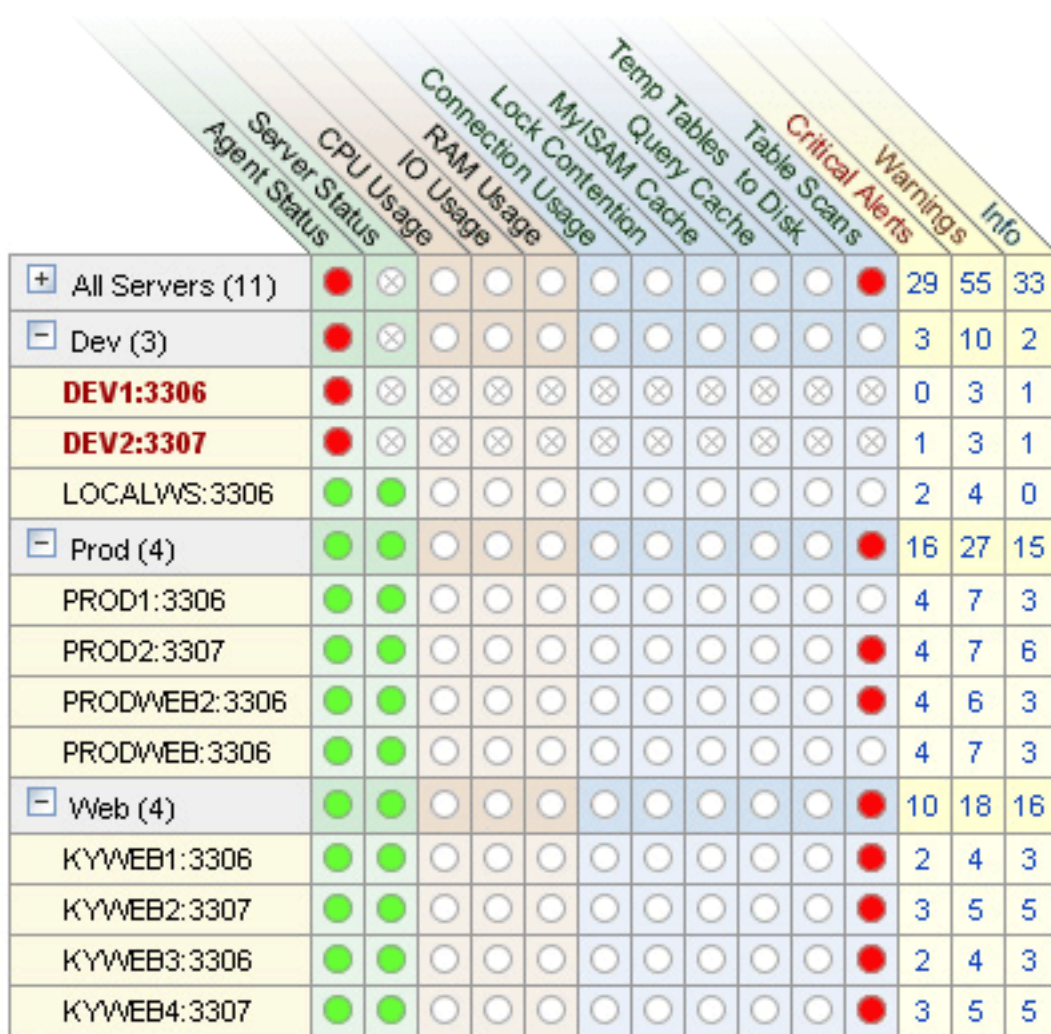 Agent Status
Server Status
CPU Usage
IO Usage
RAM Usage
Connection Usage
Lock Contention
MyISAM Cache
Query Cache
Temp Tables to Disk
Table Scans
Critical Alerts
Warnings
Info
All Servers (11) 29 55 33
Dev (3) 3 10 2
DEV1:3306 0 3 1
DEV2:3307 1 3 1
LOCALWS:3306 2 4 0
Prod (4) 16 27 15
PROD1:3306 4 7 3
PROD2:3307 4 7 6
PRODWEB2:3306 4 6 3
PRODWEB:3306 4 7 3
Web (4) 10 18 16
KYWEB1:3306 2 4 3
KYWEB2:3307 3 5 5
KYWEB3:3306 2 4 3
KYWEB4:3307 3 5 5